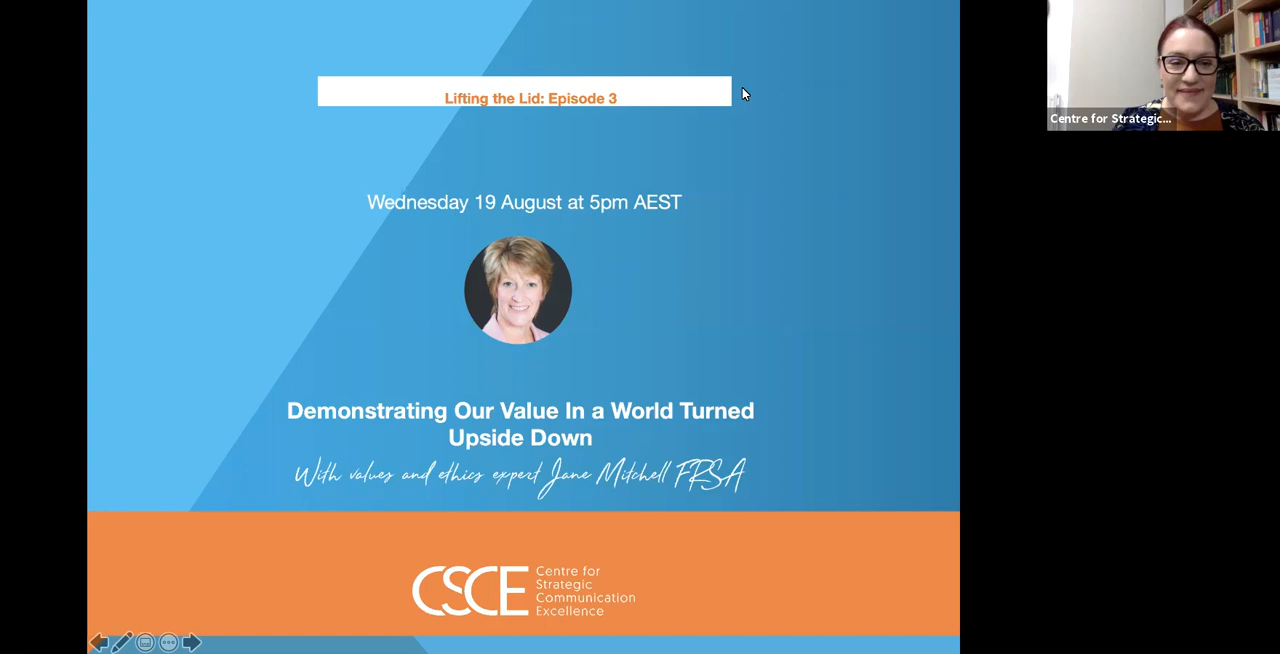 Lifting the Lid: Episode 3
Centre for Strategic...
Wednesday 19 August at 5pm AEST
Demonstrating Our Value In a World Turned
Upside Down
With values and ethics expert Jane Mitchell FRSA
CSCE
Centre for
Strategic
Communication
Excellence